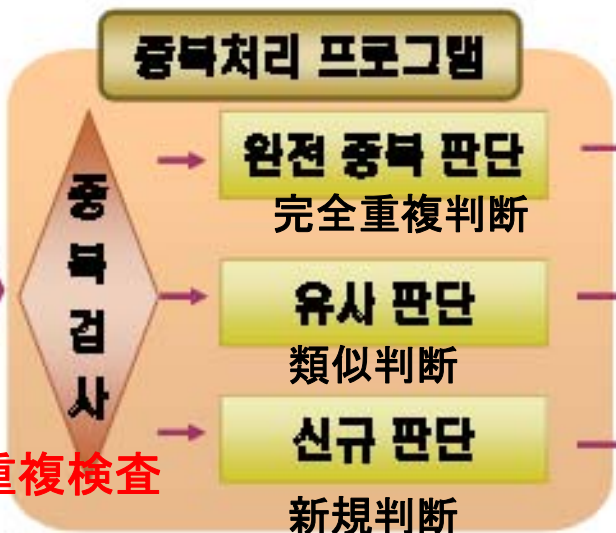 중복처리 프로그램
중복검사
重複検査
완전 중복 판단
完全重複判断
유사 판단
類似判断
신규 판단
新規判断